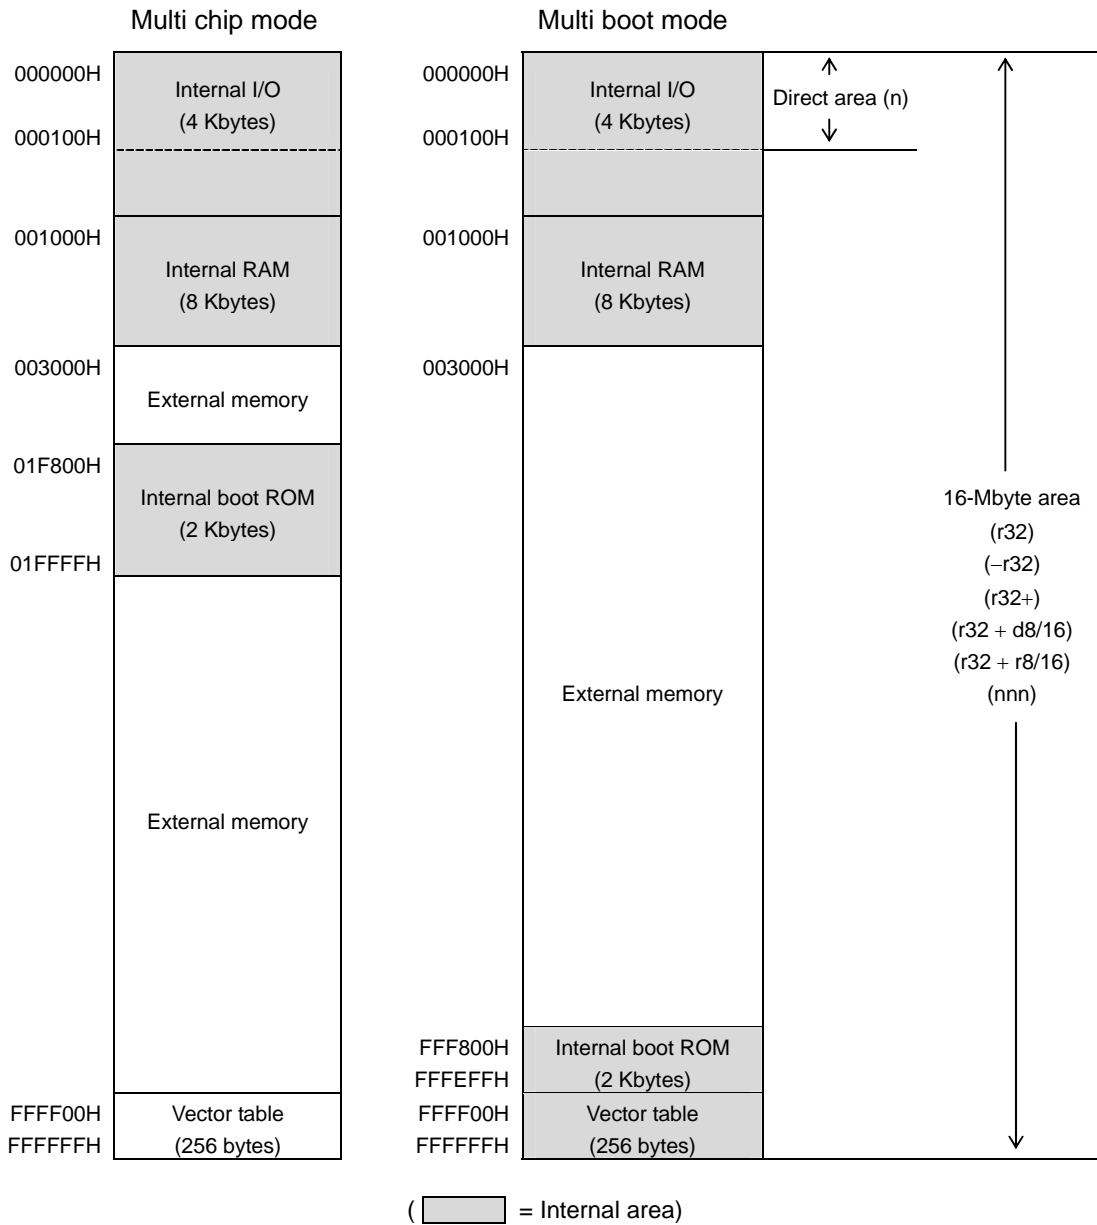 Multi chip mode
000000H
Internal I/O
(4 Kbytes)
000100H
001000H
Internal RAM
(8 Kbytes)
003000H
External memory
01F800H
Internal boot ROM
(2 Kbytes)
01FFFFH
External memory
FFFF00H
Vector table
FFFFFFH
(256 bytes)
Multi boot mode
000000H
Internal I/O
(4 Kbytes)
000100H
001000H
Internal RAM
(8 Kbytes)
003000H
External memory
FFF800H
Internal boot ROM
FFFEFFH
(2 Kbytes)
FFFF00H
Vector table
FFFFFFH
(256 bytes)
Direct area (n)
16-Mbyte area
(r32)
(−r32)
(r32+)
(r32 + d8/16)
(r32 + r8/16)
(nnn)
( = Internal area)